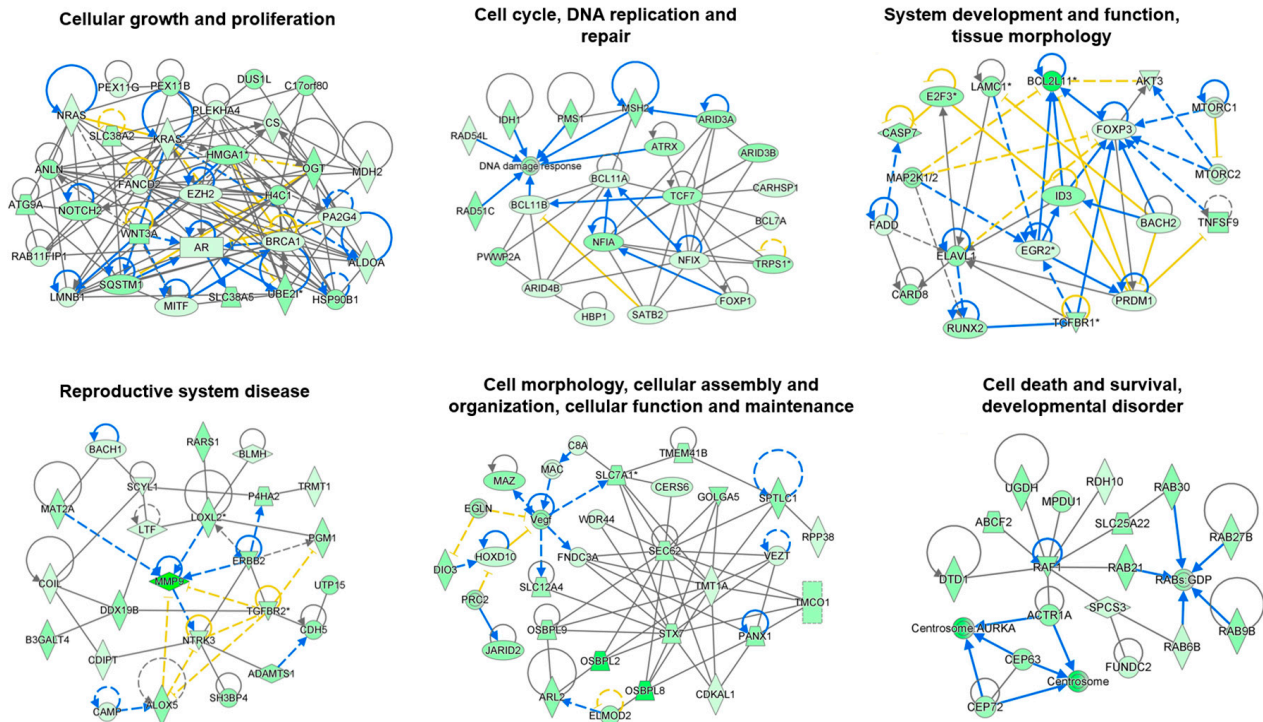 Cellular growth and proliferation
PEX11G
PEX11B
DUS1L
C17orf80
NRAS
PLEKHA4
CS
SLC38A2
KRAS
HMGA1*
OGT
MDH2
ANLN
FANCD2
EZH2
H4C1
ATG9A
NOTCH2
PA2G4
WNT3A
AR
BRCA1
RAB11FIP1
ALDOA
SQSTM1
LMNB1
MITF
SLC38A5
UBE2I*
HSP90B1
Cell cycle, DNA replication and
repair
IDH1
PMS1
MSH2
ARID3A
RAD54L
DNA damage response
ATRX
ARID3B
BCL11A
CARHSP1
RAD51C
BCL11B
TCF7
BCL7A
NFIA
PWWP2A
NFIX
TRPS1*
ARID4B
FOXP1
HBP1
SATB2
System development and function,
tissue morphology
E2F3*
LAMC1*
BCL2L11*
AKT3
MTORC1
CASP7
FOXP3
MAP2K1/2
MTORC2
ID3
FADD
BACH2
TNFSF9
ELAVL1
EGR2*
CARD8
PRDM1
RUNX2
TGFBR1*
Reproductive system disease
BACH1
RARS1
BLMH
SCYL1
P4HA2
TRMT1
MAT2A
LTF
LOXL2*
PGM1
MMP9
ERBB2
COIL
UTP15
DDX19B
TGFBR2*
B3GALT4
NTRK3
CDH5
CDIP1
ADAMTS1
CAMP
ALOX5
SH3BP4
Cell morphology, cellular assembly and
organization, cellular function and maintenance
C8A
TMEM41B
MAZ
MAC
SLC7A1*
CERS6
GOLGA5
SPTLC1
EGLN
Vegf
WDR44
RPP38
HOXD10
FNDC3A
SEC62
VEZT
DIO3
SLC12A4
TMT1A
PRC2
TMCO1
OSBPL9
STX7
PANX1
JARID2
OSBPL2
ARL2
OSBPL8
CDKAL1
ELMOD2
Cell death and survival,
developmental disorder
UGDH
MPDU1
RDH10
RAB30
ABCF2
SLC25A22
RAB27B
DTD1
RAP1
RAB21
RABs:GDP
SPCS3
ACTR1A
Centrosome:AURKA
RAB9B
RAB6B
CEP63
FUNDC2
Centrosome
CEP72